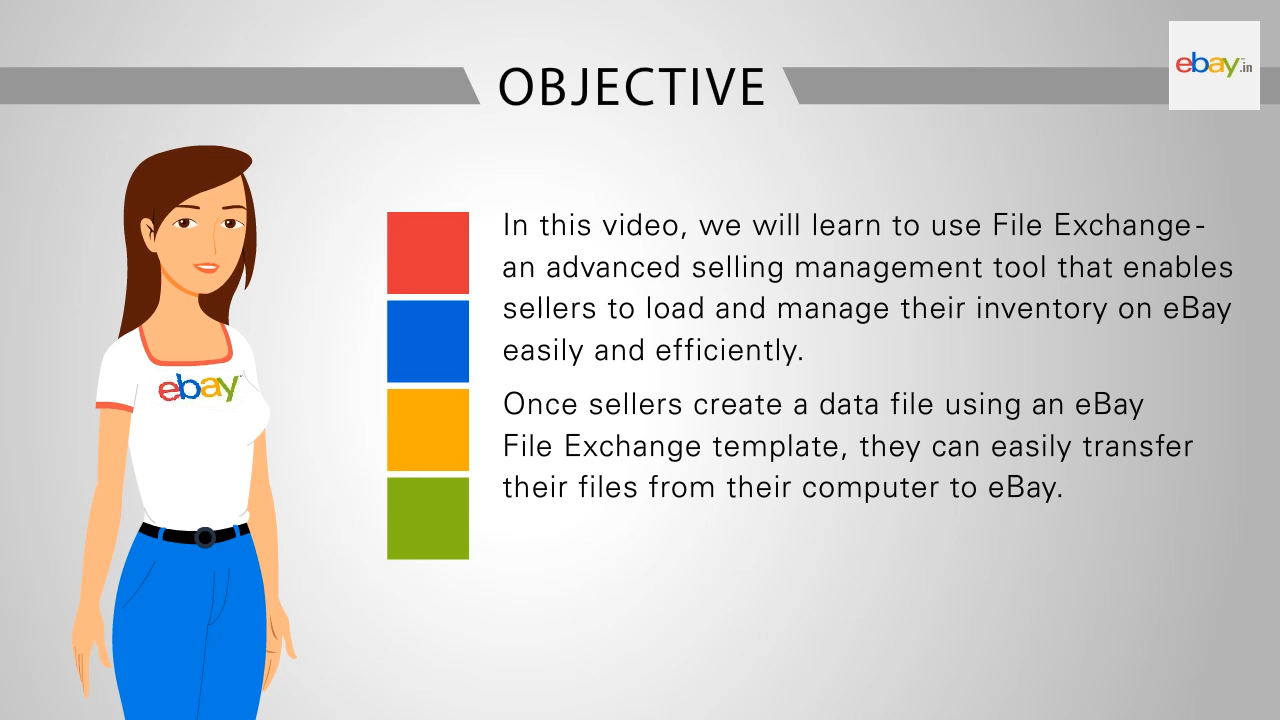 OBJECTIVE
ebay.in
In this video, we will learn to use File Exchange-
an advanced selling management tool that enables
sellers to load and manage their inventory on eBay
easily and efficiently.
ebay
Once sellers create a data file using an eBay
File Exchange template, they can easily transfer
their files from their computer to eBay.